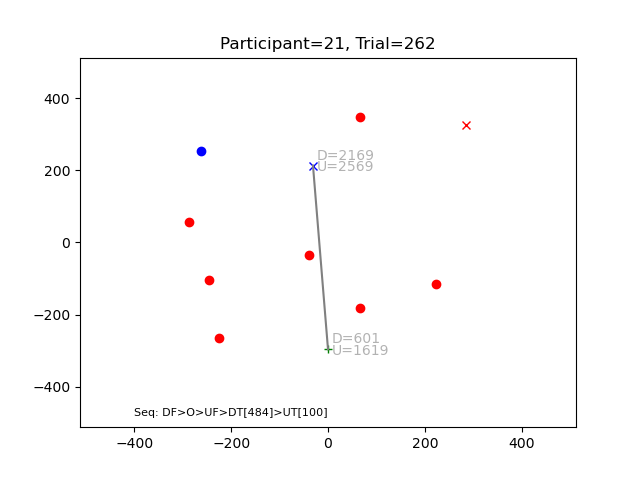 Participant=21, Trial=262
400
200
0
−200
−400
D=2169
U=2569
D=601
U=1619
Seq: DF>O>UF>DT[484]>UT[100]
−400 −200 0 200 400